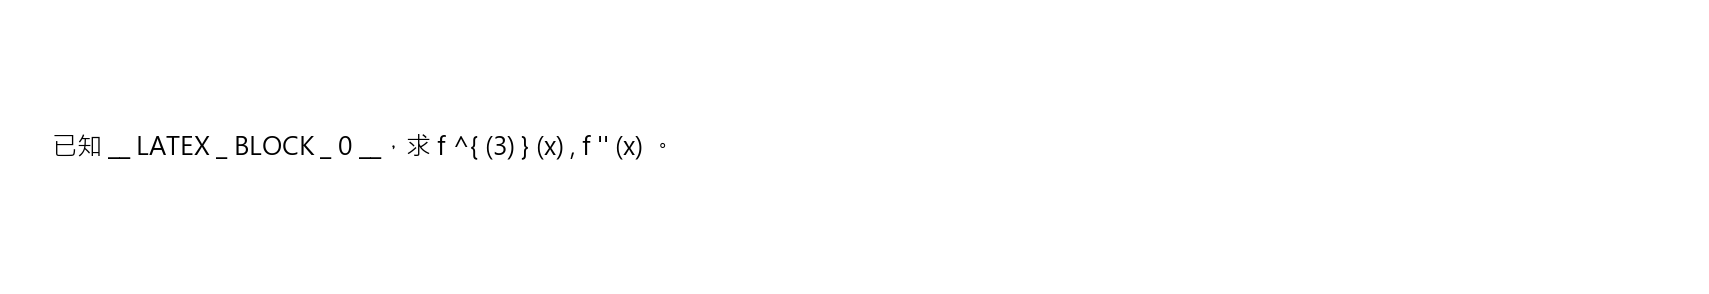 已知 __ LATEX _ BLOCK _ 0 __，求 f ^{ (3) } (x) , f '' (x) 。